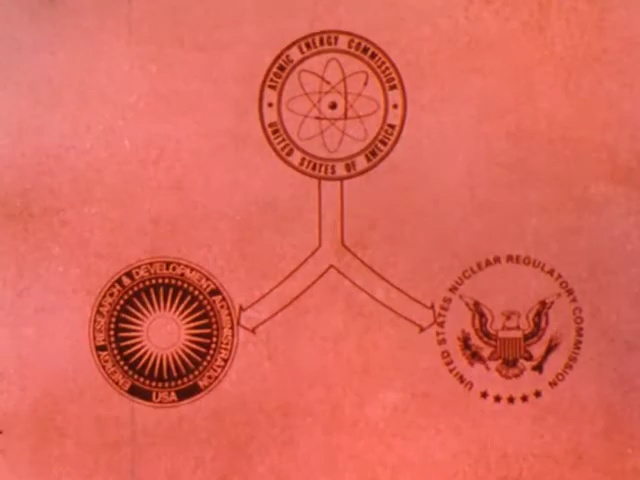 ATOMIC ENERGY COMMISSION
UNITED STATES OF AMERICA
ENERGY RESEARCH & DEVELOPMENT ADMINISTRATION
USA
UNITED STATES NUCLEAR REGULATORY COMMISSION